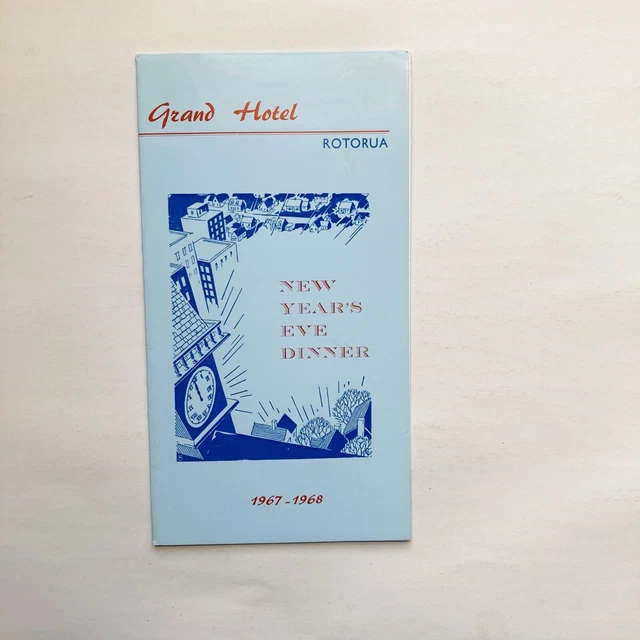 Grand Hotel
ROTORUA
NEW
YEAR'S
EVE
DINNER
1967-1968